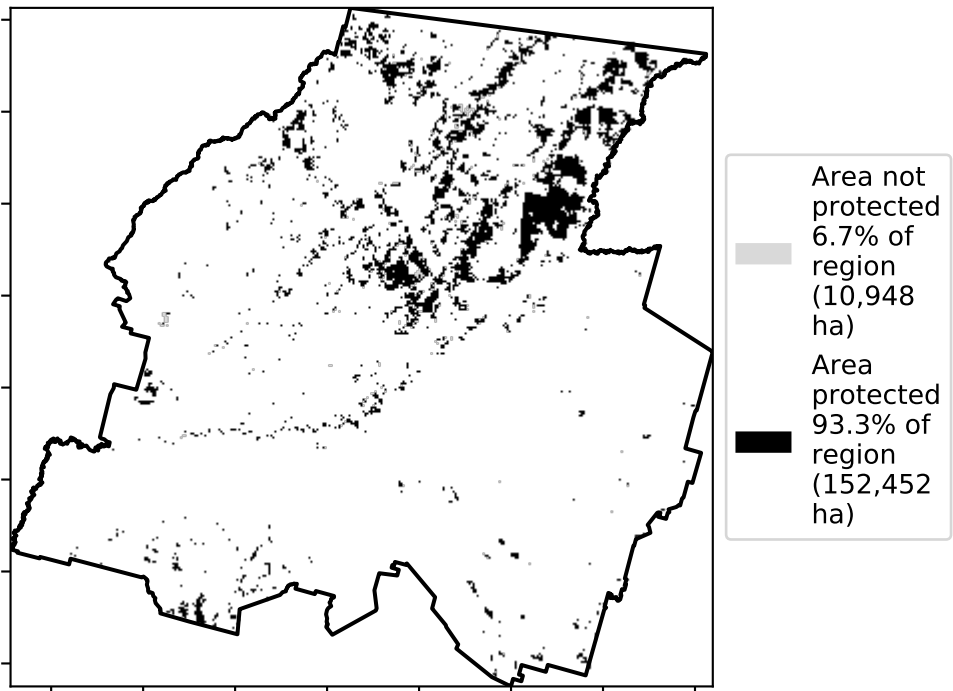 Area not
protected
6.7% of
region
(10,948
ha)
Area
protected
93.3% of
region
(152,452
ha)